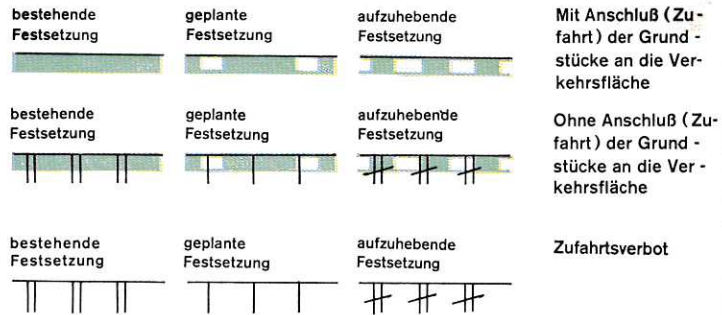 bestehende
Festsetzung
geplante
Festsetzung
aufzuhebende
Festsetzung
Mit Anschluß (Zu-
fahrt) der Grund -
stücke an die Ver-
kehrsfläche
bestehende
Festsetzung
geplante
Festsetzung
aufzuhebende
Festsetzung
Ohne Anschluß (Zu-
fahrt) der Grund -
stücke an die Ver -
kehrsfläche
bestehende
Festsetzung
geplante
Festsetzung
aufzuhebende
Festsetzung
Zufahrtsverbot